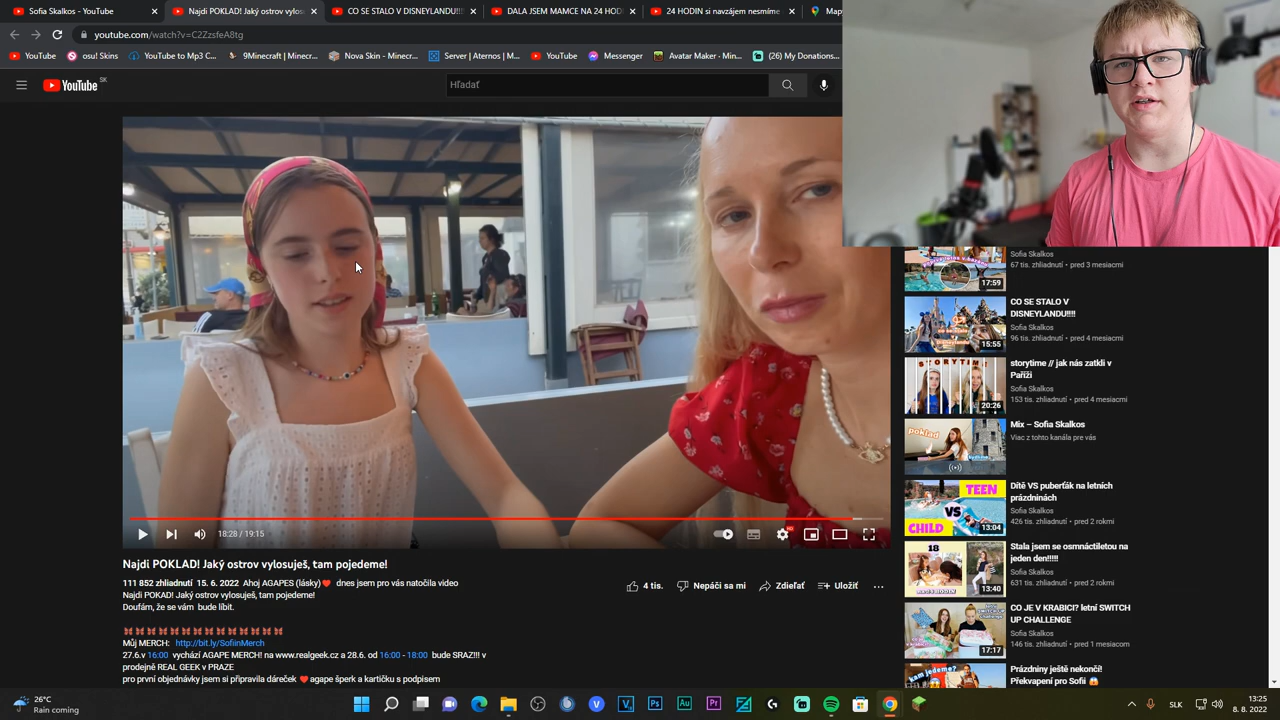 Sofia Skalkos - YouTube
Najdi POKLAD! Jaký ostrov vylos
CO SE STALO V DISNEYLANDU!!!
DALA JSEM MAMCE NA 24 HOD
24 HODIN si navzájem nesmíme
Map
youtube.com/watch?v=C2ZzsfeA8tg
YouTube
osu! Skins
YouTube to Mp3 C...
9Minecraft | Minecr...
Nova Skin - Minecr...
Server | Aternos | M...
YouTube
Messenger
Avatar Maker - Min...
(26) My Donations...
YouTube SK
Hľadať
Sofia Skalkos
67 tis. zhliadnutí • pred 3 mesiacmi
17:59
CO SE STALO V
DISNEYLANDU!!!!
Sofia Skalkos
96 tis. zhliadnutí • pred 4 mesiacmi
15:55
STORYTIME
storytime // jak nás zatkli v
Paříži
Sofia Skalkos
153 tis. zhliadnutí • pred 4 mesiacmi
20:26
poklad
Mix – Sofia Skalkos
Viac z tohto kanála pre vás
TEEN
VS
CHILD
Dítě VS puberťák na letních
prázdninách
Sofia Skalkos
426 tis. zhliadnutí • pred 2 rokmi
13:04
18
Stala jsem se osmnáctiletou na
jeden den!!!!!
Sofia Skalkos
631 tis. zhliadnutí • pred 2 rokmi
13:40
CO JE V KRABICI? letní SWITCH
UP CHALLENGE
Sofia Skalkos
146 tis. zhliadnutí • pred 1 mesiacom
17:17
kam jedeme?
Prázdniny ještě nekončí!
Překvapení pro Sofii
8:28 / 19:15
HD
Najdi POKLAD! Jaký ostrov vylosuješ, tam pojedeme!
111 852 zhliadnutí 15. 6. 2022 Ahoj AGAPES (lásky) dnes jsem pro vás natočila video
Najdi POKAD! Jaký ostrov vylosuješ, tam pojedeme!
Doufám, že se vám bude líbit.
4 tis.
Nepáči sa mi
Zdieľať
Uložiť
Můj MERCH: http://bit.ly/SofiinMerch
27.6.v 16:00 vychází AGAFE MERCH!! na www.realgeek.cz a zároveň, od 16:00 - 18:00 bude SRAZ!!! v
prodejně REAL GEEK v PRAZE
pro první objednávky jsem si připravila i malý dareček agape šperk a kartu s podpisem
26°C
Rain coming
SLK
13:25
8. 8. 2022